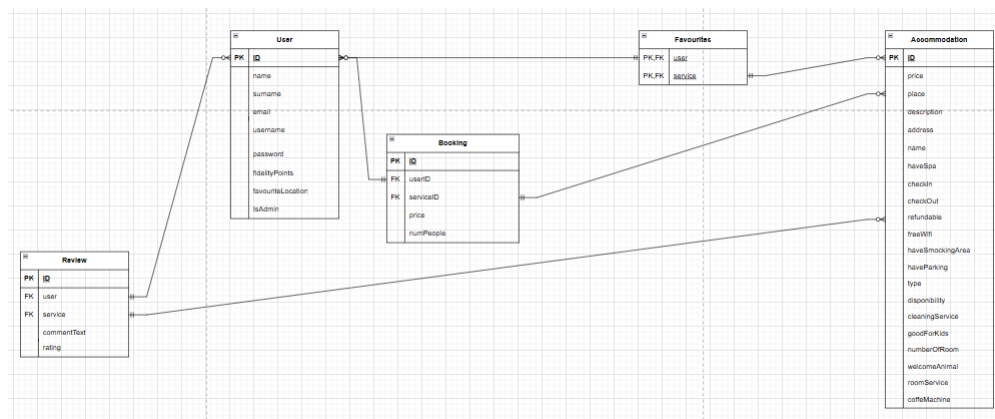 User
PK ID
name
surname
email
username
password
fidelityPoints
favouriteLocation
IsAdmin
Favourites
PK,FK user
PK,FK service
Accommodation
PK ID
price
place
description
address
name
haveSpa
checkIn
checkOut
refundable
freeWifi
haveSmockingArea
haveParking
type
disponibility
cleaningService
goodForKids
numberOfRoom
welcomeAnimal
roomService
coffeMachine
Booking
PK ID
FK userID
FK serviceID
price
numPeople
Review
PK ID
FK user
FK service
commentText
rating